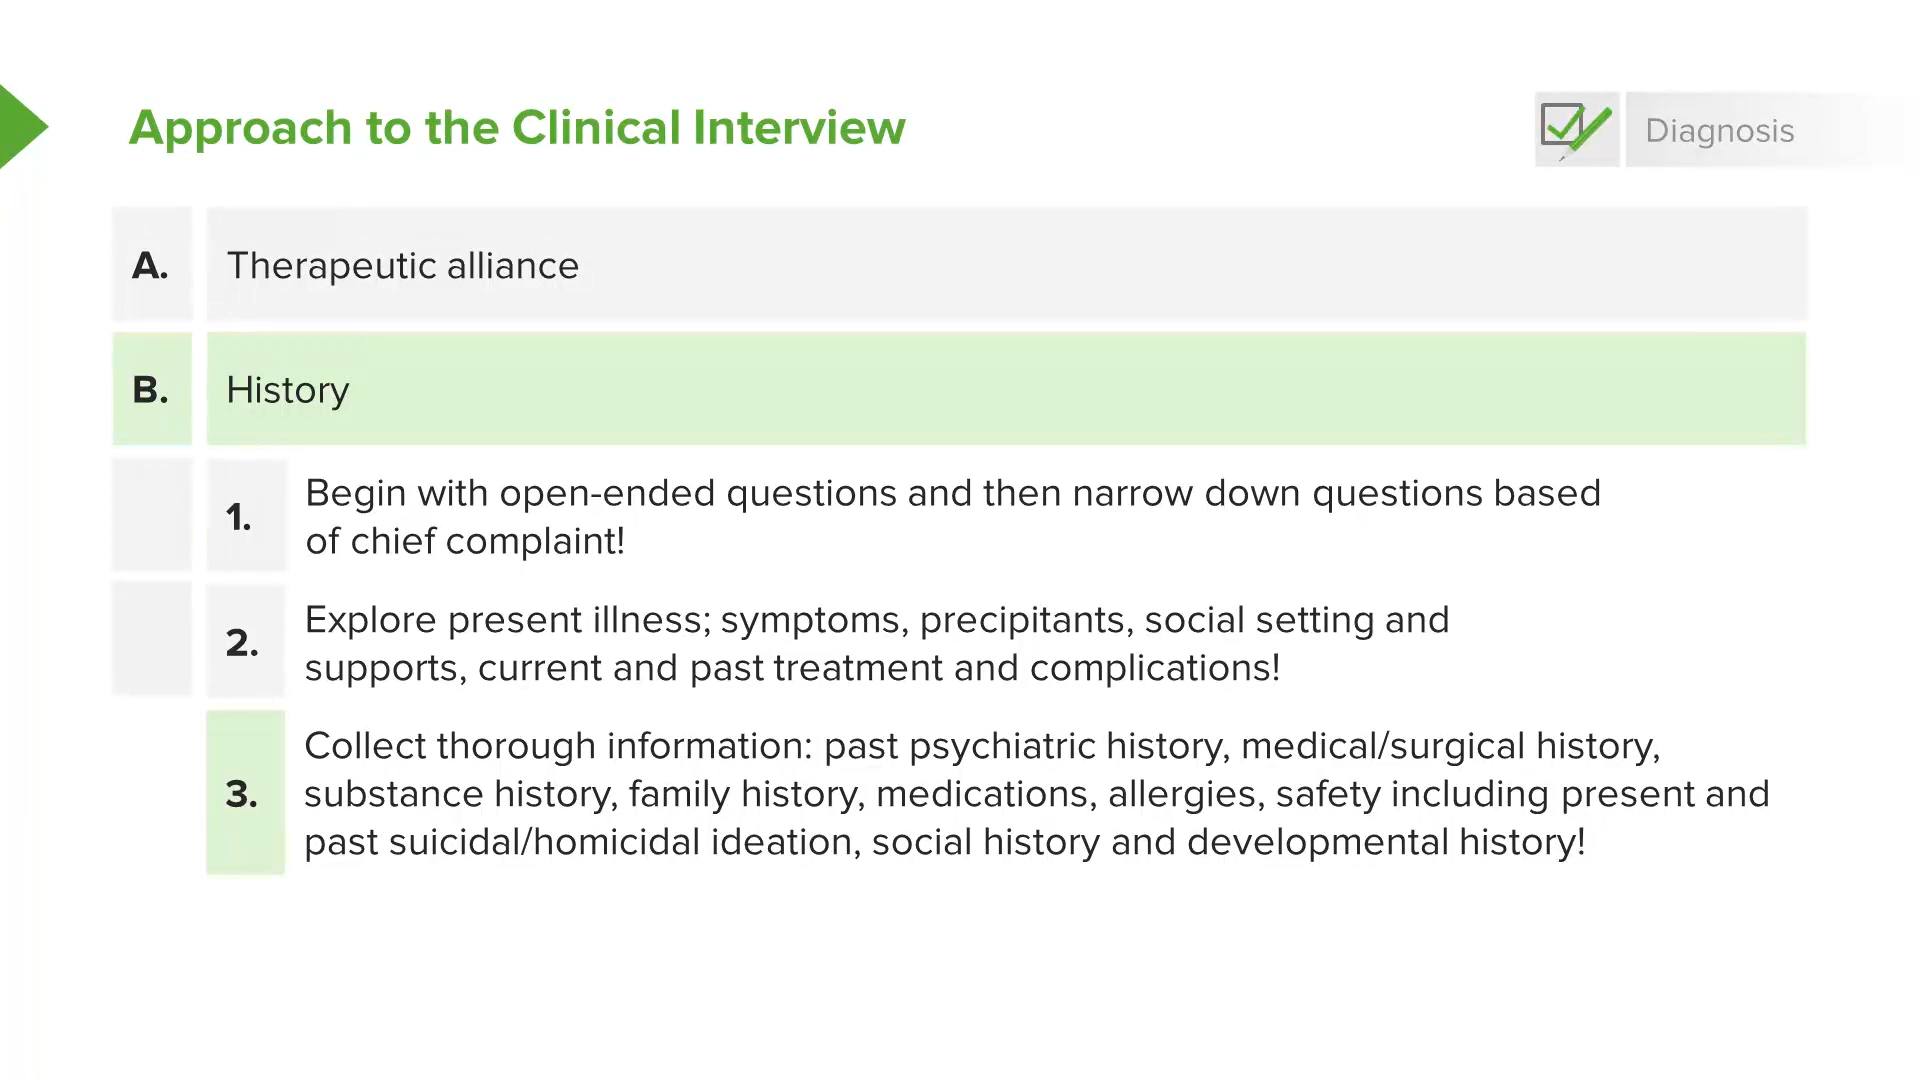 Approach to the Clinical Interview
Diagnosis
A. Therapeutic alliance
B. History
1. Begin with open-ended questions and then narrow down questions based
of chief complaint!
2. Explore present illness; symptoms, precipitants, social setting and
supports, current and past treatment and complications!
3. Collect thorough information: past psychiatric history, medical/surgical history,
substance history, family history, medications, allergies, safety including present and
past suicidal/homicidal ideation, social history and developmental history!